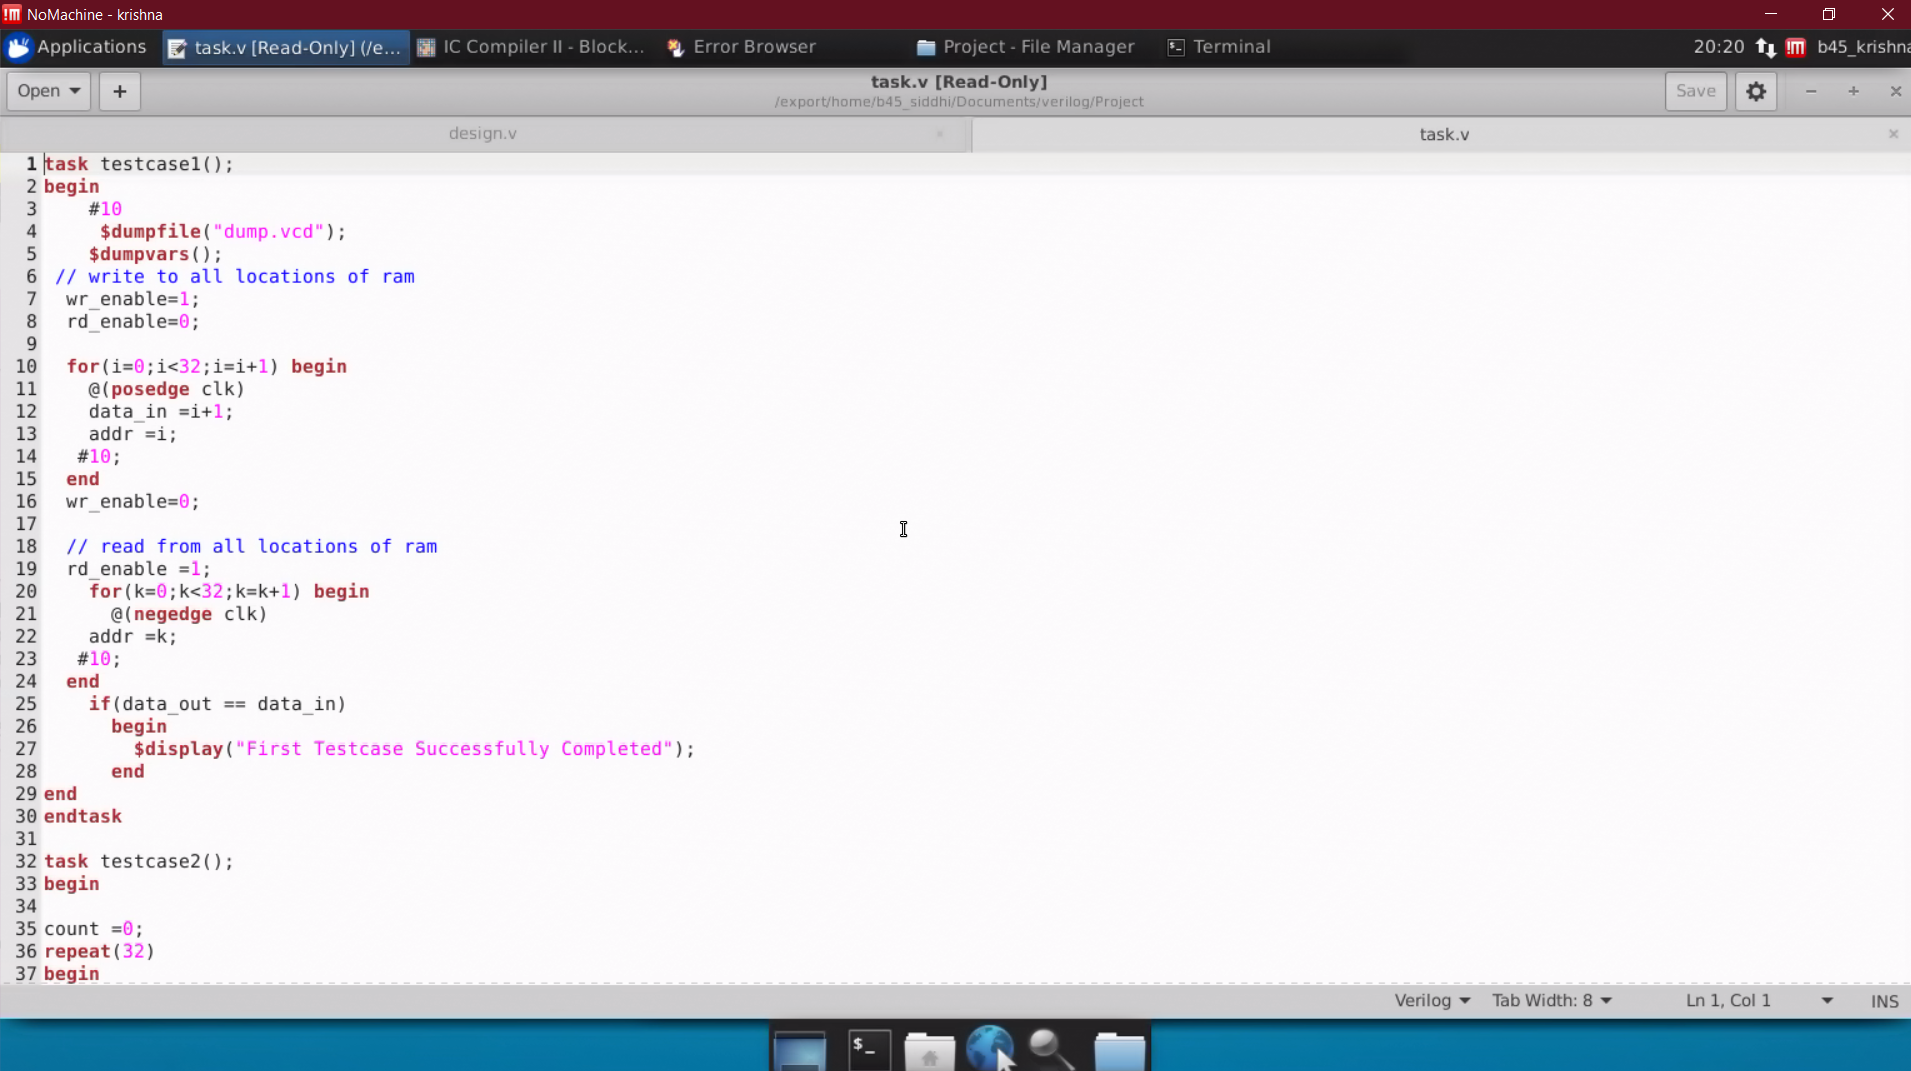 NoMachine - krishna
Applications task.v [Read-Only] (/e... IC Compiler II - Block... Error Browser Project - File Manager Terminal 20:20 b45_krishna
Open + task.v [Read-Only] Save
/export/home/b45_siddhi/Documents/verilog/Project
design.v task.v
1 task testcase1();
2 begin
3     #10
4      $dumpfile("dump.vcd");
5     $dumpvars();
6  // write to all locations of ram
7   wr_enable=1;
8   rd_enable=0;
9
10   for(i=0;i<32;i=i+1) begin
11     @(posedge clk)
12     data_in =i+1;
13     addr =i;
14    #10;
15   end
16   wr_enable=0;
17
18   // read from all locations of ram
19   rd_enable =1;
20     for(k=0;k<32;k=k+1) begin
21       @(negedge clk)
22     addr =k;
23    #10;
24   end
25     if(data_out == data_in)
26       begin
27         $display("First Testcase Successfully Completed");
28       end
29 end
30 endtask
31
32 task testcase2();
33 begin
34
35 count =0;
36 repeat(32)
37 begin
Verilog Tab Width: 8 Ln 1, Col 1 INS
$_